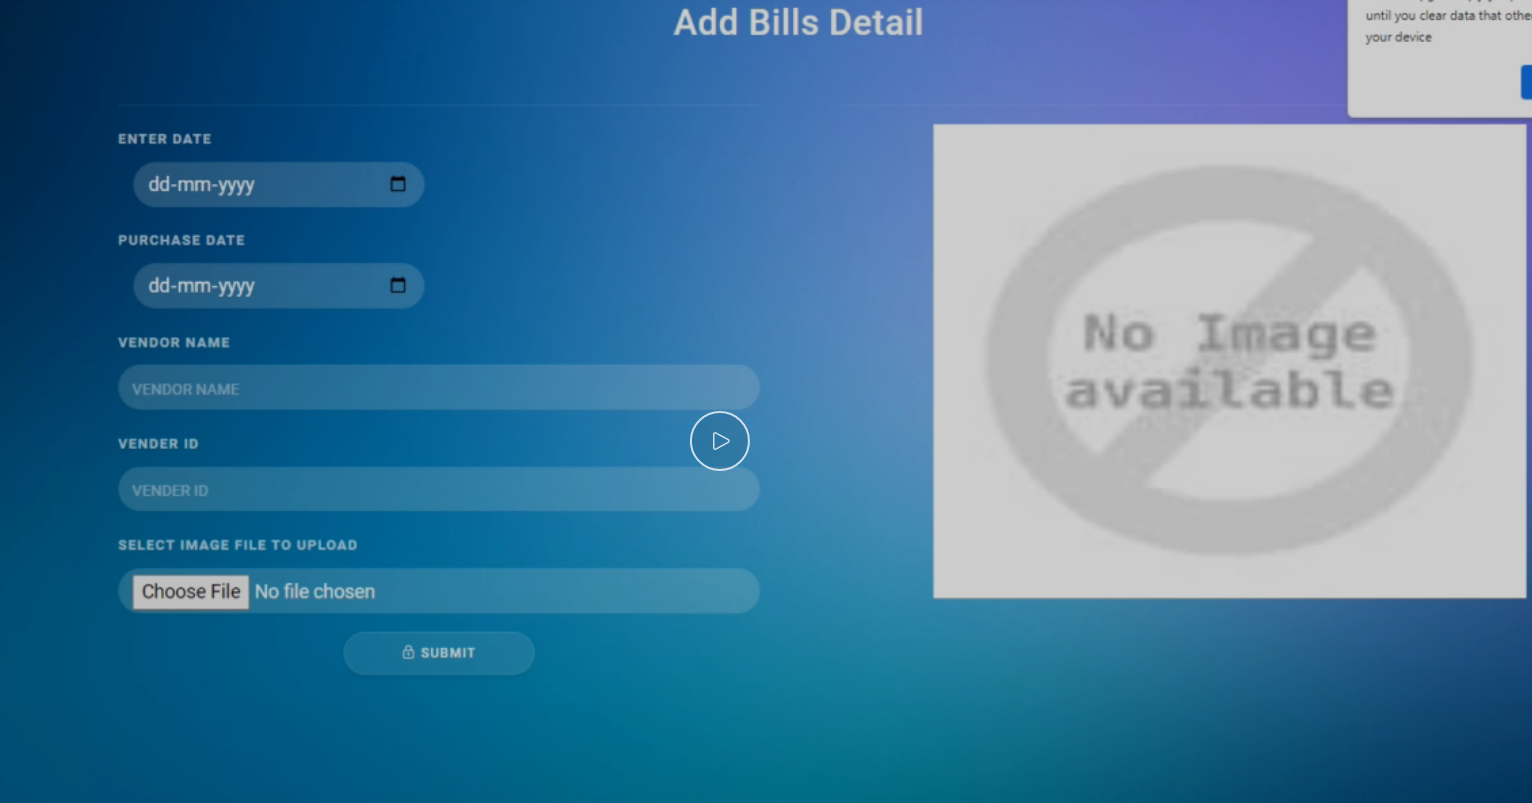 Add Bills Detail
until you clear data that othe
your device
ENTER DATE
dd-mm-yyyy
PURCHASE DATE
dd-mm-yyyy
VENDOR NAME
VENDOR NAME
VENDER ID
VENDER ID
SELECT IMAGE FILE TO UPLOAD
Choose File No file chosen
SUBMIT
No Image
available